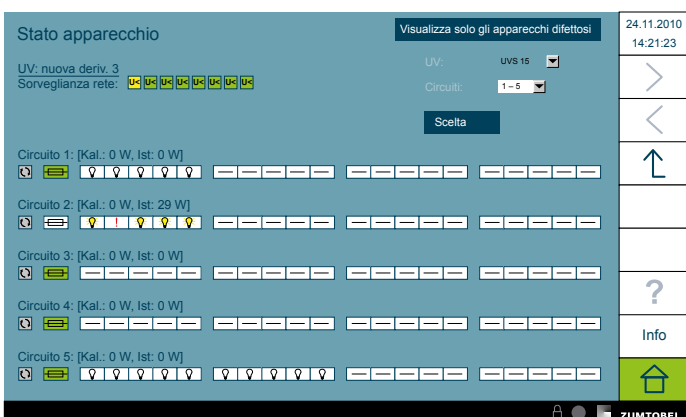 Stato apparecchio
Visualizza solo gli apparecchi difettosi
24.11.2010
14:21:23
UV: nuova deriv. 3
Sorveglianza rete: U< U< U< U< U< U< U< U<
UV: UVS 15
Circuiti: 1 – 5
Scelta
Circuito 1: [Kal.: 0 W, Ist: 0 W]
Circuito 2: [Kal.: 0 W, Ist: 29 W]
!
Circuito 3: [Kal.: 0 W, Ist: 0 W]
Circuito 4: [Kal.: 0 W, Ist: 0 W]
Circuito 5: [Kal.: 0 W, Ist: 0 W]
?
Info
ZUMTOBEL